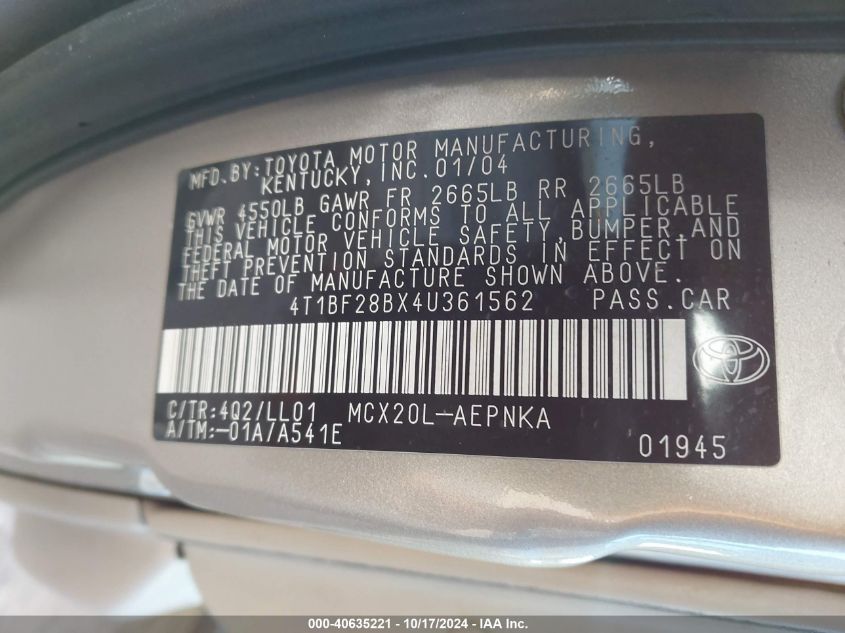 MFD.BY:TOYOTA MOTOR MANUFACTURING,
KENTUCKY, INC.01/04
GVWR 4550LB GAWR FR 2665LB RR 2665LB
THIS VEHICLE CONFORMS TO ALL APPLICABLE
FEDERAL MOTOR VEHICLE SAFETY,BUMPER,AND
THEFT PREVENTION STANDARDS IN EFFECT ON
THE DATE OF MANUFACTURE SHOWN ABOVE.
4T1BF28BX4U361562 PASS.CAR
C/TR:4Q2/LL01 MCX20L-AEPNKA
A/TM:-01A/A541E
01945
000-40635221 - 10/17/2024 - IAA Inc.